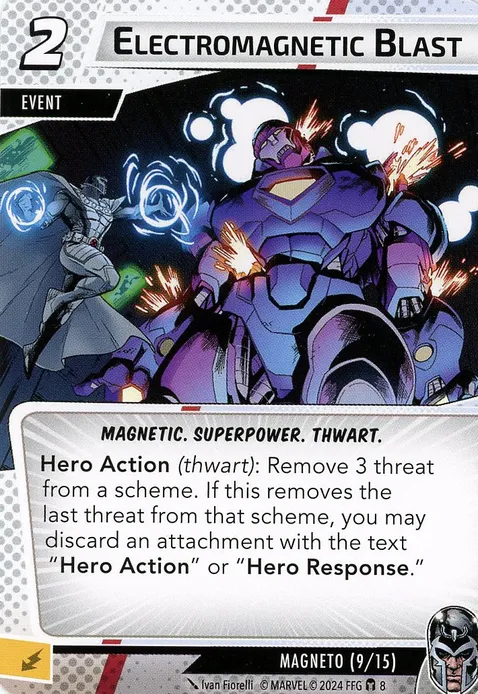 2
ELECTROMAGNETIC BLAST
EVENT
MAGNETIC. SUPERPOWER. THWART.
Hero Action (thwart): Remove 3 threat
from a scheme. If this removes the
last threat from that scheme, you may
discard an attachment with the text
“Hero Action” or “Hero Response.”
MAGNETO (9/15)
Ivan Fiorelli © MARVEL © 2024 FFG 8